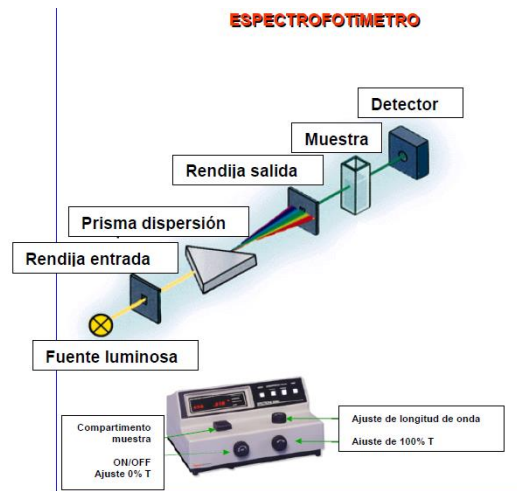 ESPECTROFOTÍMETRO
Detector
Muestra
Rendija salida
Prisma dispersión
Rendija entrada
Fuente luminosa
Compartimento
muestra
ON/OFF
Ajuste 0% T
Ajuste de longitud de onda
Ajuste de 100% T